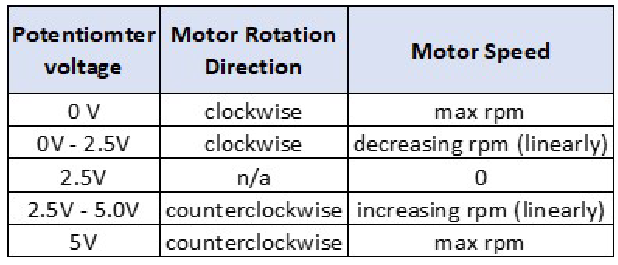 Potentiomter voltage Motor Rotation Direction Motor Speed
0 V clockwise max rpm
0V - 2.5V clockwise decreasing rpm (linearly)
2.5V n/a 0
2.5V - 5.0V counterclockwise increasing rpm (linearly)
5V counterclockwise max rpm